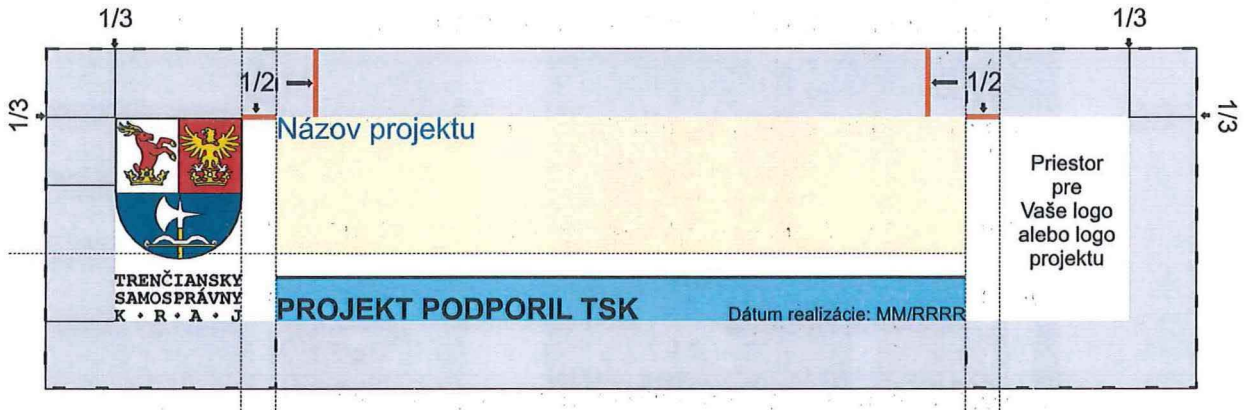 1/3
1/3
1/2
1/2
1/3
1/3
Názov projektu
Priestor
pre
Vaše logo
alebo logo
projektu
TRENČIANSKY
SAMOSPRÁVNY
K • R • A • J
PROJEKT PODPORIL TSK
Dátum realizácie: MM/RRRR